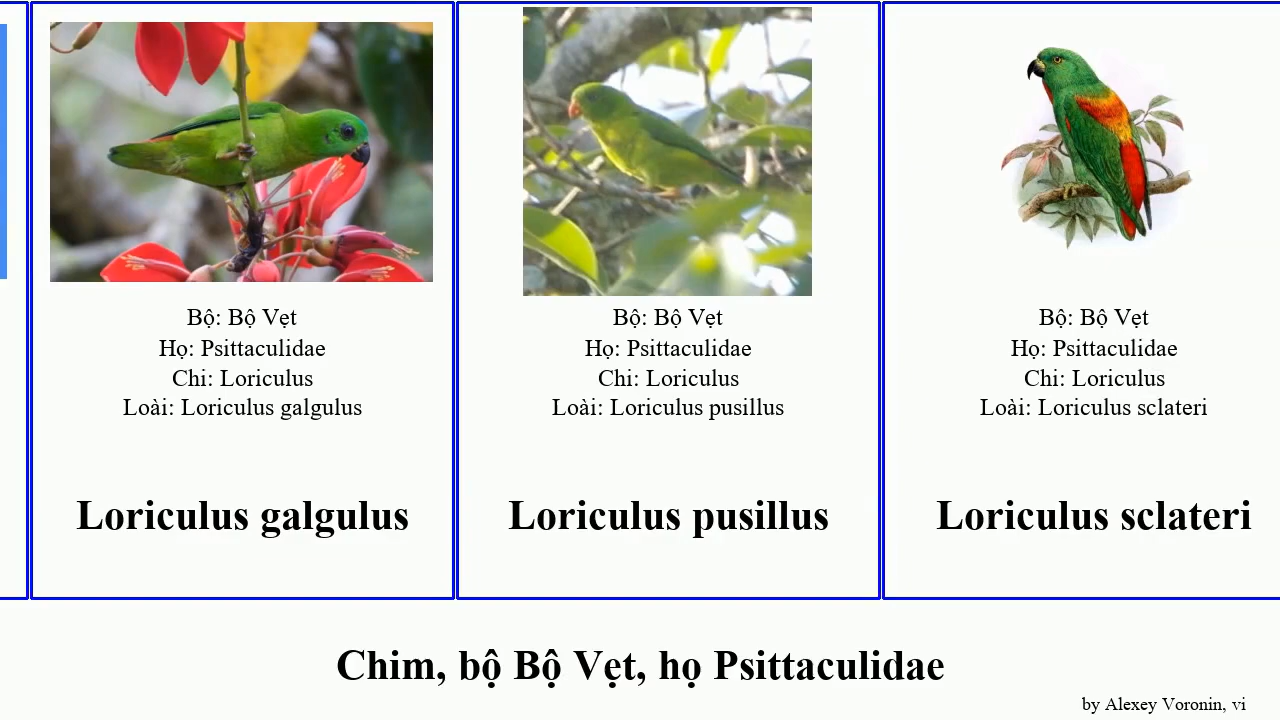 Bộ: Bộ Vẹt
Họ: Psittaculidae
Chi: Loriculus
Loài: Loriculus galgulus
Loriculus galgulus
Bộ: Bộ Vẹt
Họ: Psittaculidae
Chi: Loriculus
Loài: Loriculus pusillus
Loriculus pusillus
Bộ: Bộ Vẹt
Họ: Psittaculidae
Chi: Loriculus
Loài: Loriculus sclateri
Loriculus sclateri
Chim, bộ Bộ Vẹt, họ Psittaculidae
by Alexey Voronin, vi